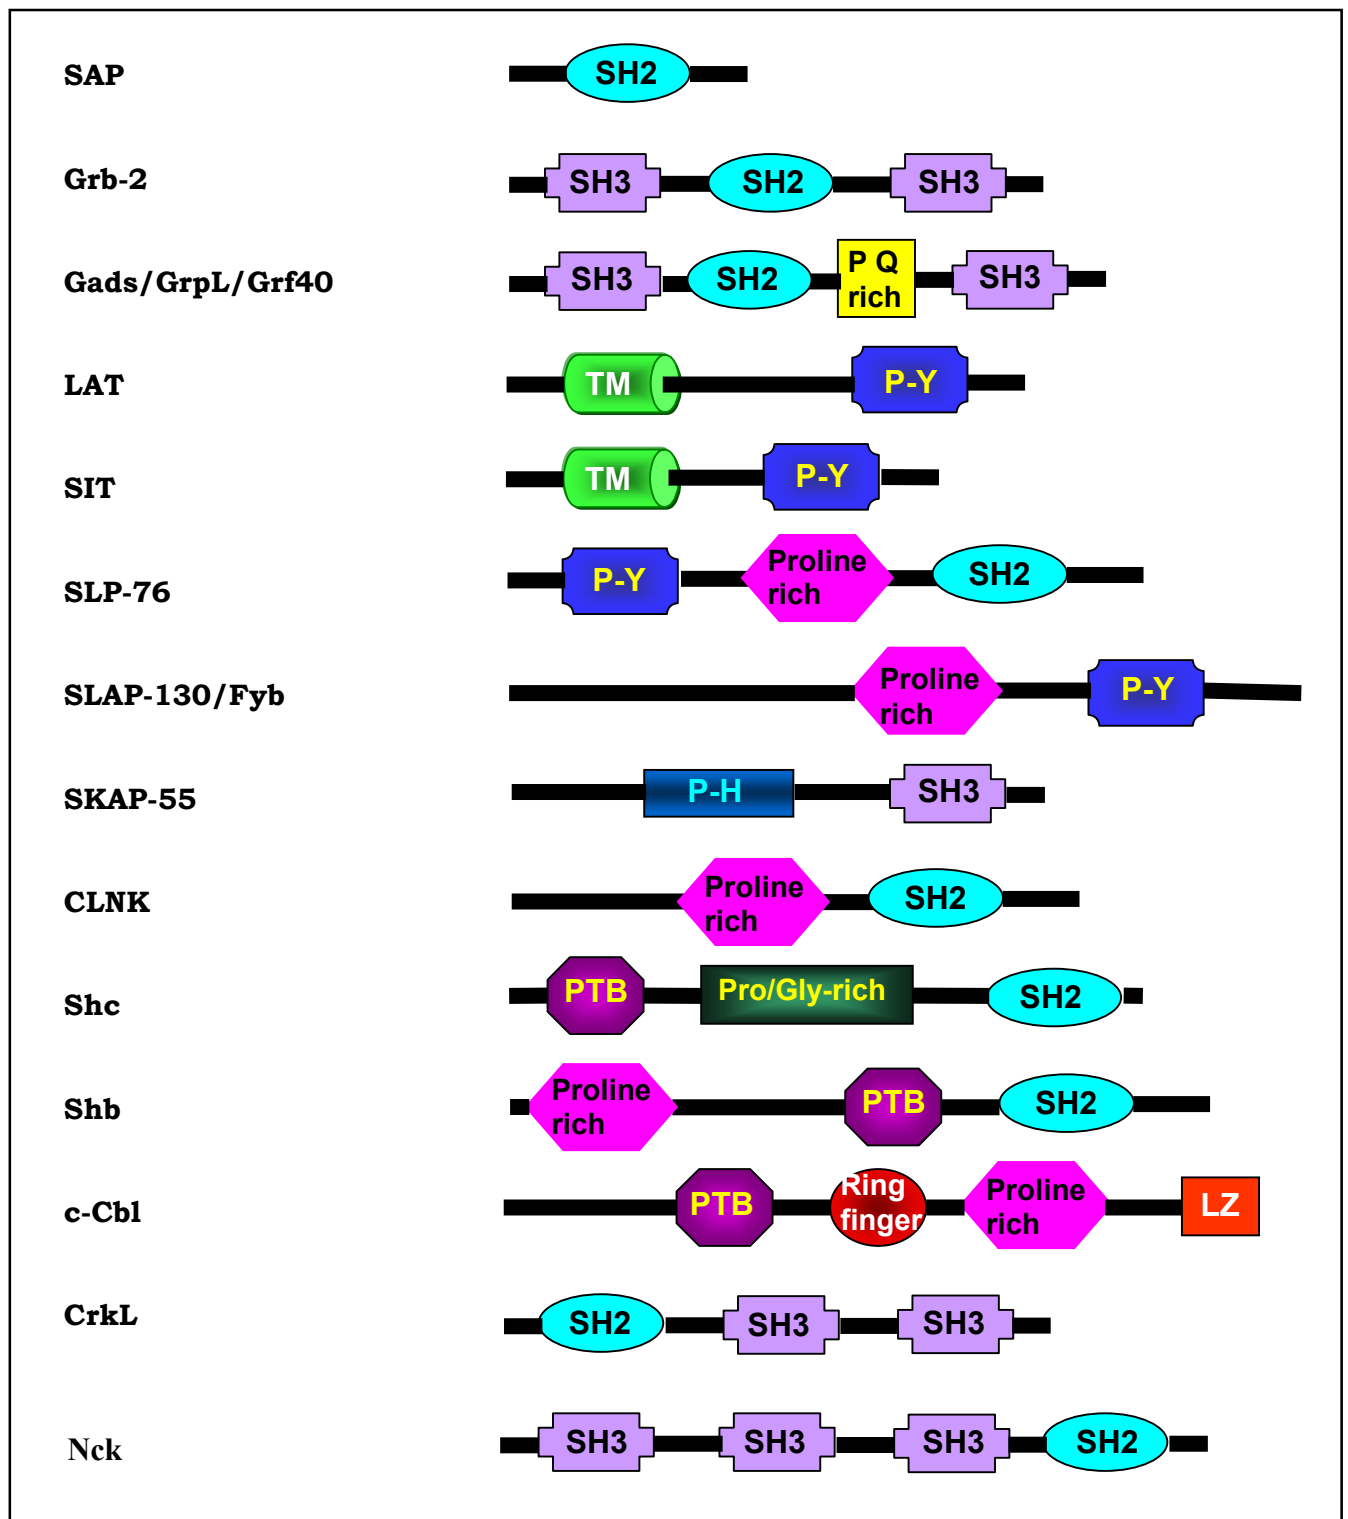 SAP
SH2
Grb-2
SH3 SH2 SH3
Gads/GrpL/Grf40
SH3 SH2 P Q SH3
rich
LAT
TM P-Y
SIT
TM P-Y
SLP-76
P-Y Proline SH2
rich
SLAP-130/Fyb
Proline P-Y
rich
SKAP-55
P-H SH3
CLNK
Proline SH2
rich
Shc
PTB Pro/Gly-rich SH2
Shb
Proline PTB SH2
rich
c-Cbl
PTB Ring Proline LZ
finger rich
CrkL
SH2 SH3 SH3
Nck
SH3 SH3 SH3 SH2